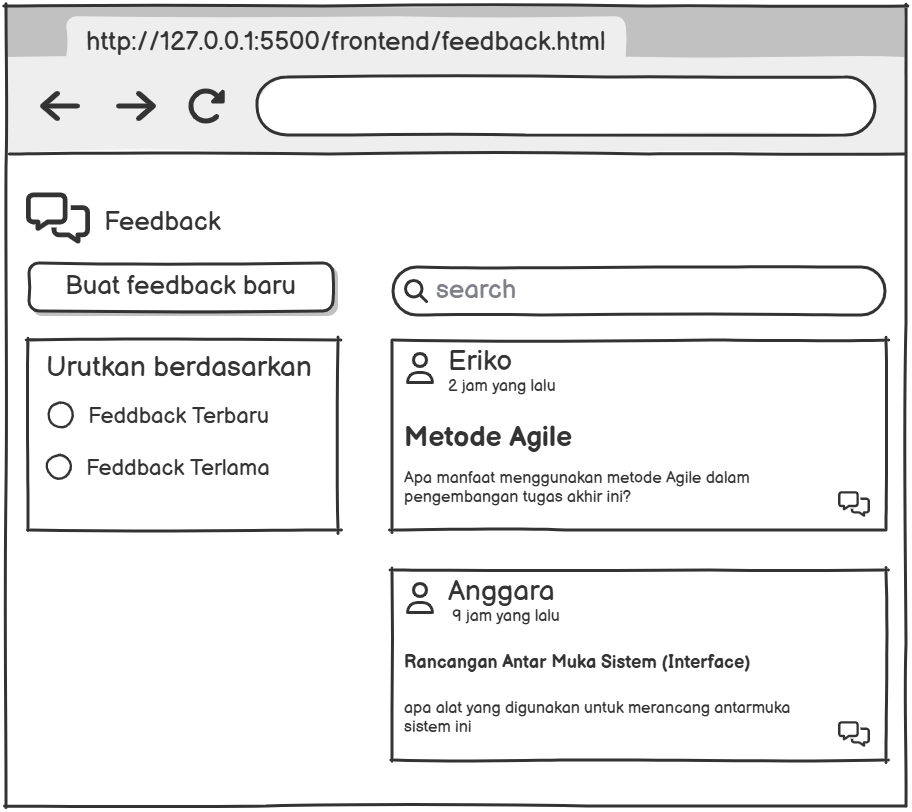 http://127.0.0.1:5500/frontend/feedback.html
Feedback
Buat feedback baru
search
Urutkan berdasarkan
Feddback Terbaru
Feddback Terlama
Eriko
2 jam yang lalu
Metode Agile
Apa manfaat menggunakan metode Agile dalam
pengembangan tugas akhir ini?
Anggara
9 jam yang lalu
Rancangan Antar Muka Sistem (Interface)
apa alat yang digunakan untuk merancang antarmuka
sistem ini